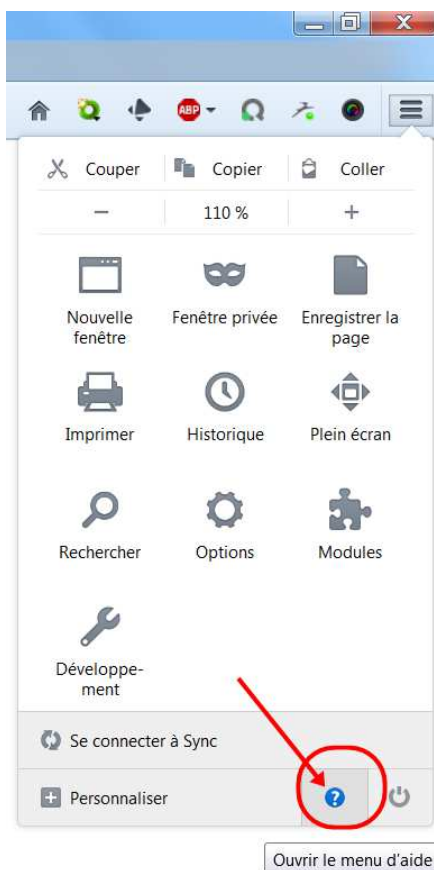 ABP
Couper
Copier
Coller
110 %
Nouvelle
fenêtre
Fenêtre privée
Enregistrer la
page
Imprimer
Historique
Plein écran
Rechercher
Options
Modules
Développe-
ment
Se connecter à Sync
Personnaliser
?
Ouvrir le menu d'aide